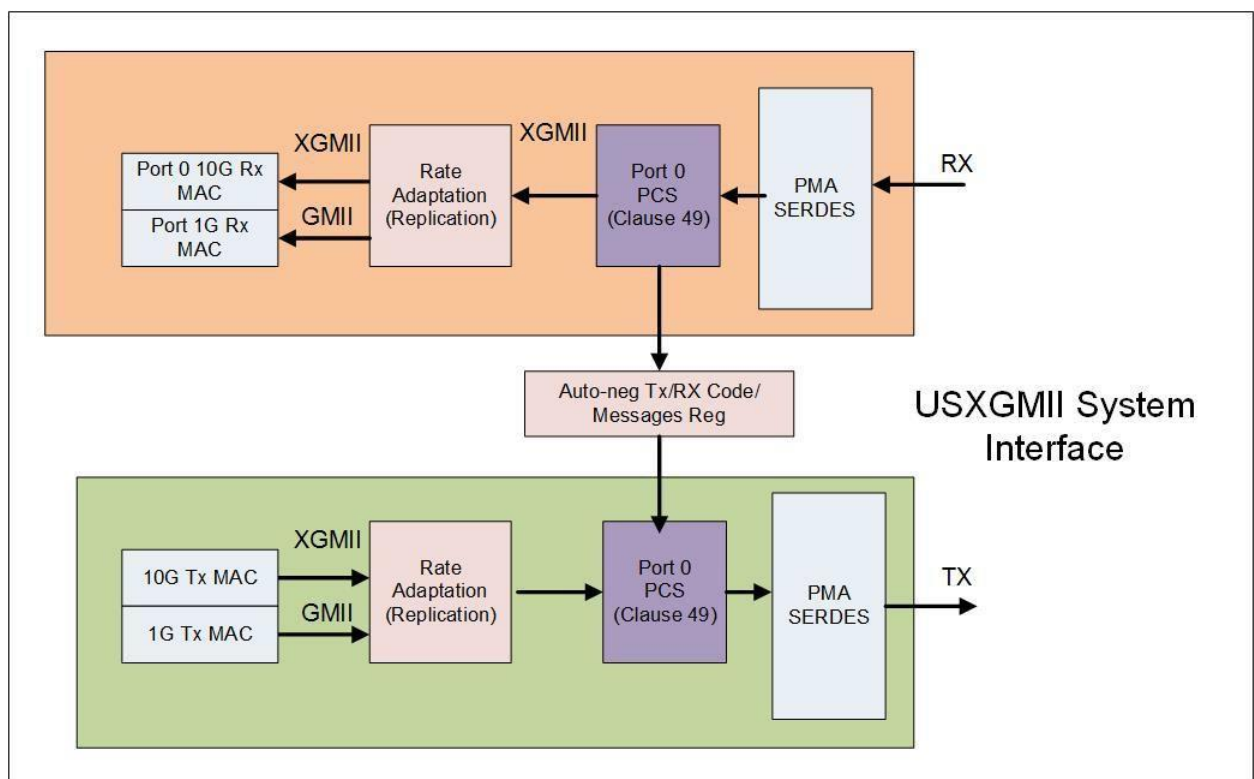 XGMII
XGMII
Port 0 10G Rx
MAC
Port 1G Rx
MAC
GMII
Rate
Adaptation
(Replication)
Port 0
PCS
(Clause 49)
PMA
SERDES
RX
Auto-neg Tx/RX Code/
Messages Reg
USXGMII System
Interface
XGMII
10G Tx MAC
GMII
1G Tx MAC
Rate
Adaptation
(Replication)
Port 0
PCS
(Clause 49)
PMA
SERDES
TX